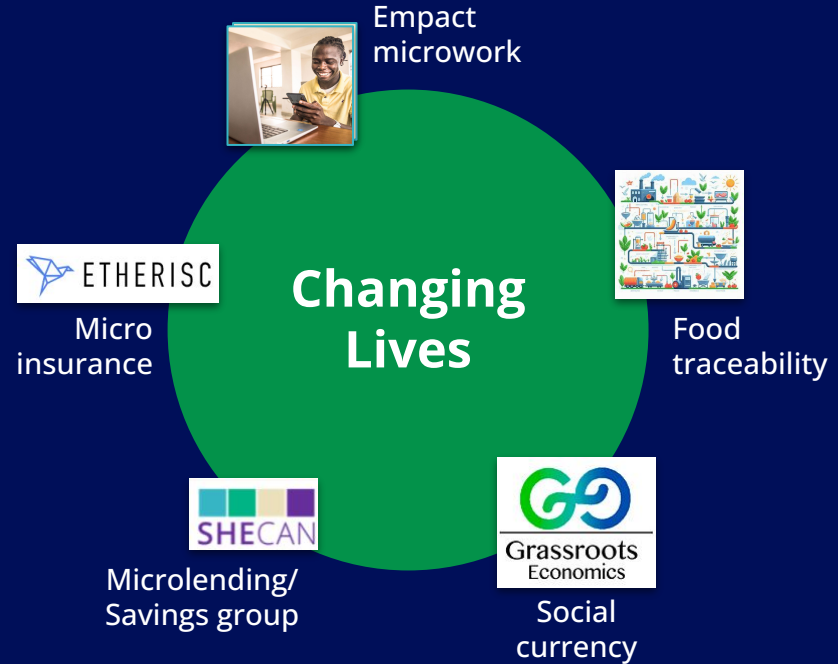 Empact
microwork
ETHERISC
Micro
insurance
Changing
Lives
Food
traceability
SHECAN
Microlending/
Savings group
Grassroots
Economics
Social
currency